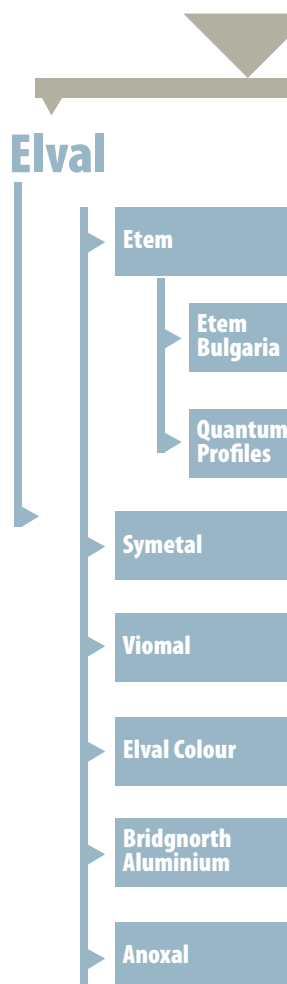 Elval
Etem
Etem
Bulgaria
Quantum
Profiles
Symetal
Viomal
Elval Colour
Bridgnorth
Aluminium
Anoxal